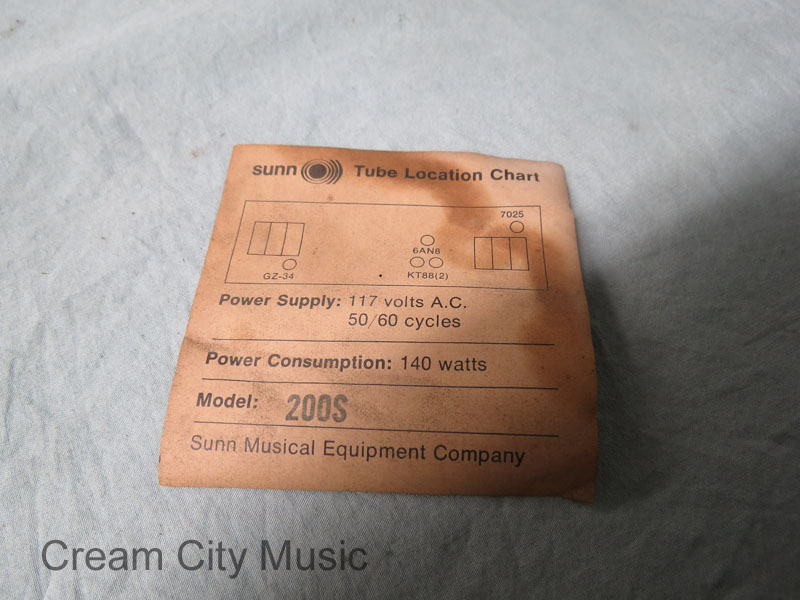 sunn Tube Location Chart
7025
6AN8
GZ-34 KT88(2)
Power Supply: 117 volts A.C.
50/60 cycles
Power Consumption: 140 watts
Model: 200S
Sunn Musical Equipment Company
Cream City Music